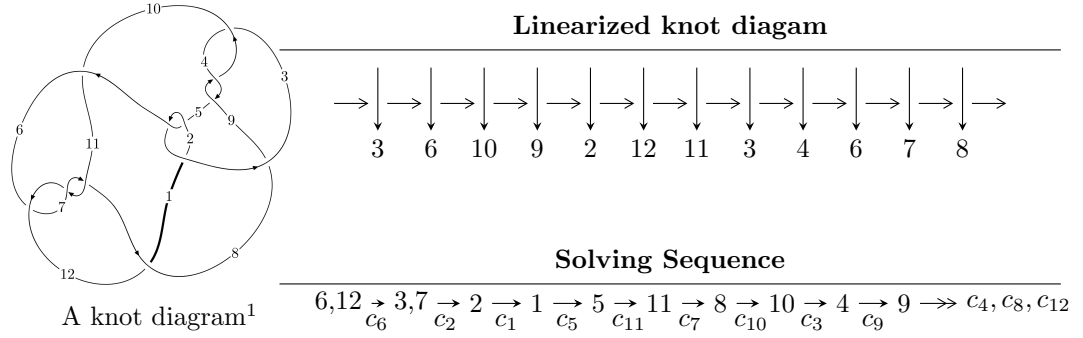 10
4
3
5
9
2
6
11
1
7
8
12
A knot diagram¹
Linearized knot diagam
3 6 10 9 2 12 11 3 4 6 7 8
Solving Sequence
6,12 → 3,7 → 2 → 1 → 5 → 11 → 8 → 10 → 4 → 9 →→ c₄, c₈, c₁₂
c₆ c₂ c₁ c₅ c₁₁ c₇ c₁₀ c₃ c₉